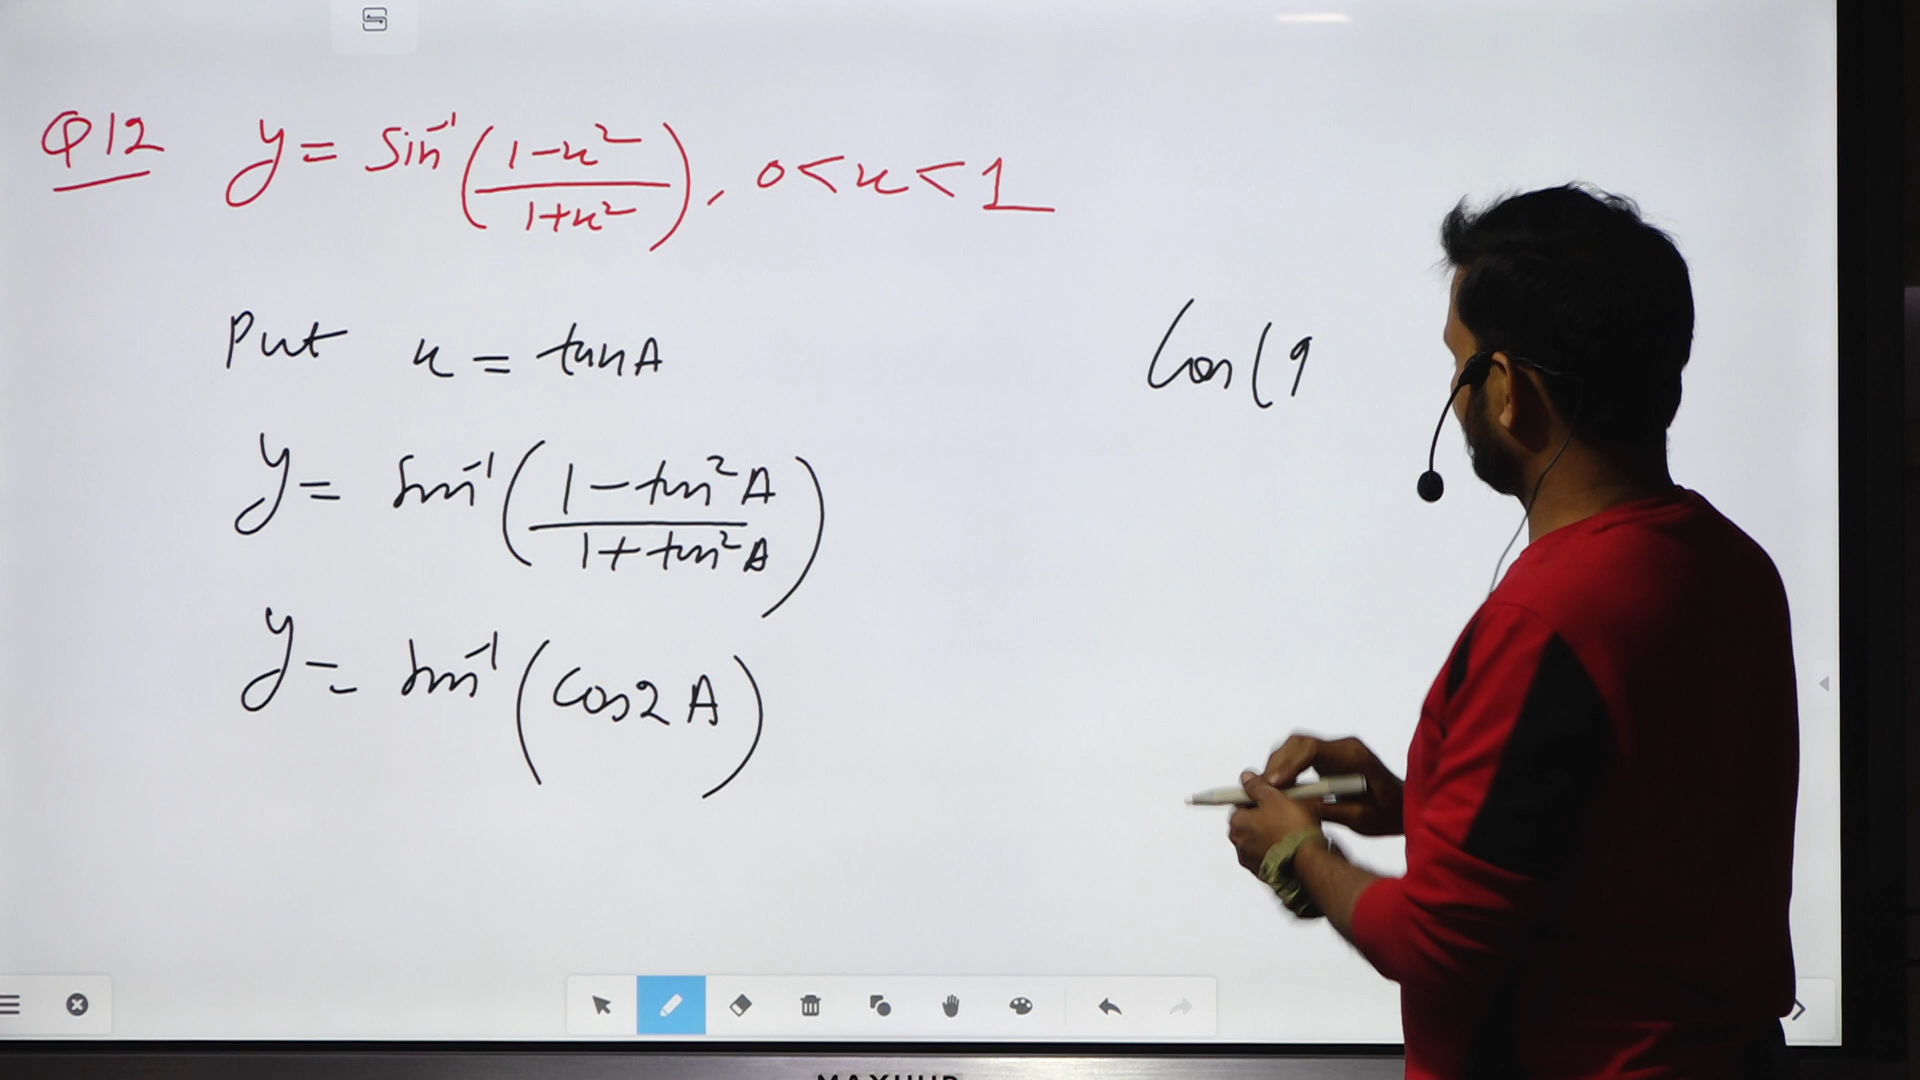 Q12 y = sin⁻¹((1-x²)/(1+x²)), 0<x<1
Put x = tanA
Cos(9
y = sin⁻¹((1-tan²A)/(1+tan²A))
y = sin⁻¹(cos2A)